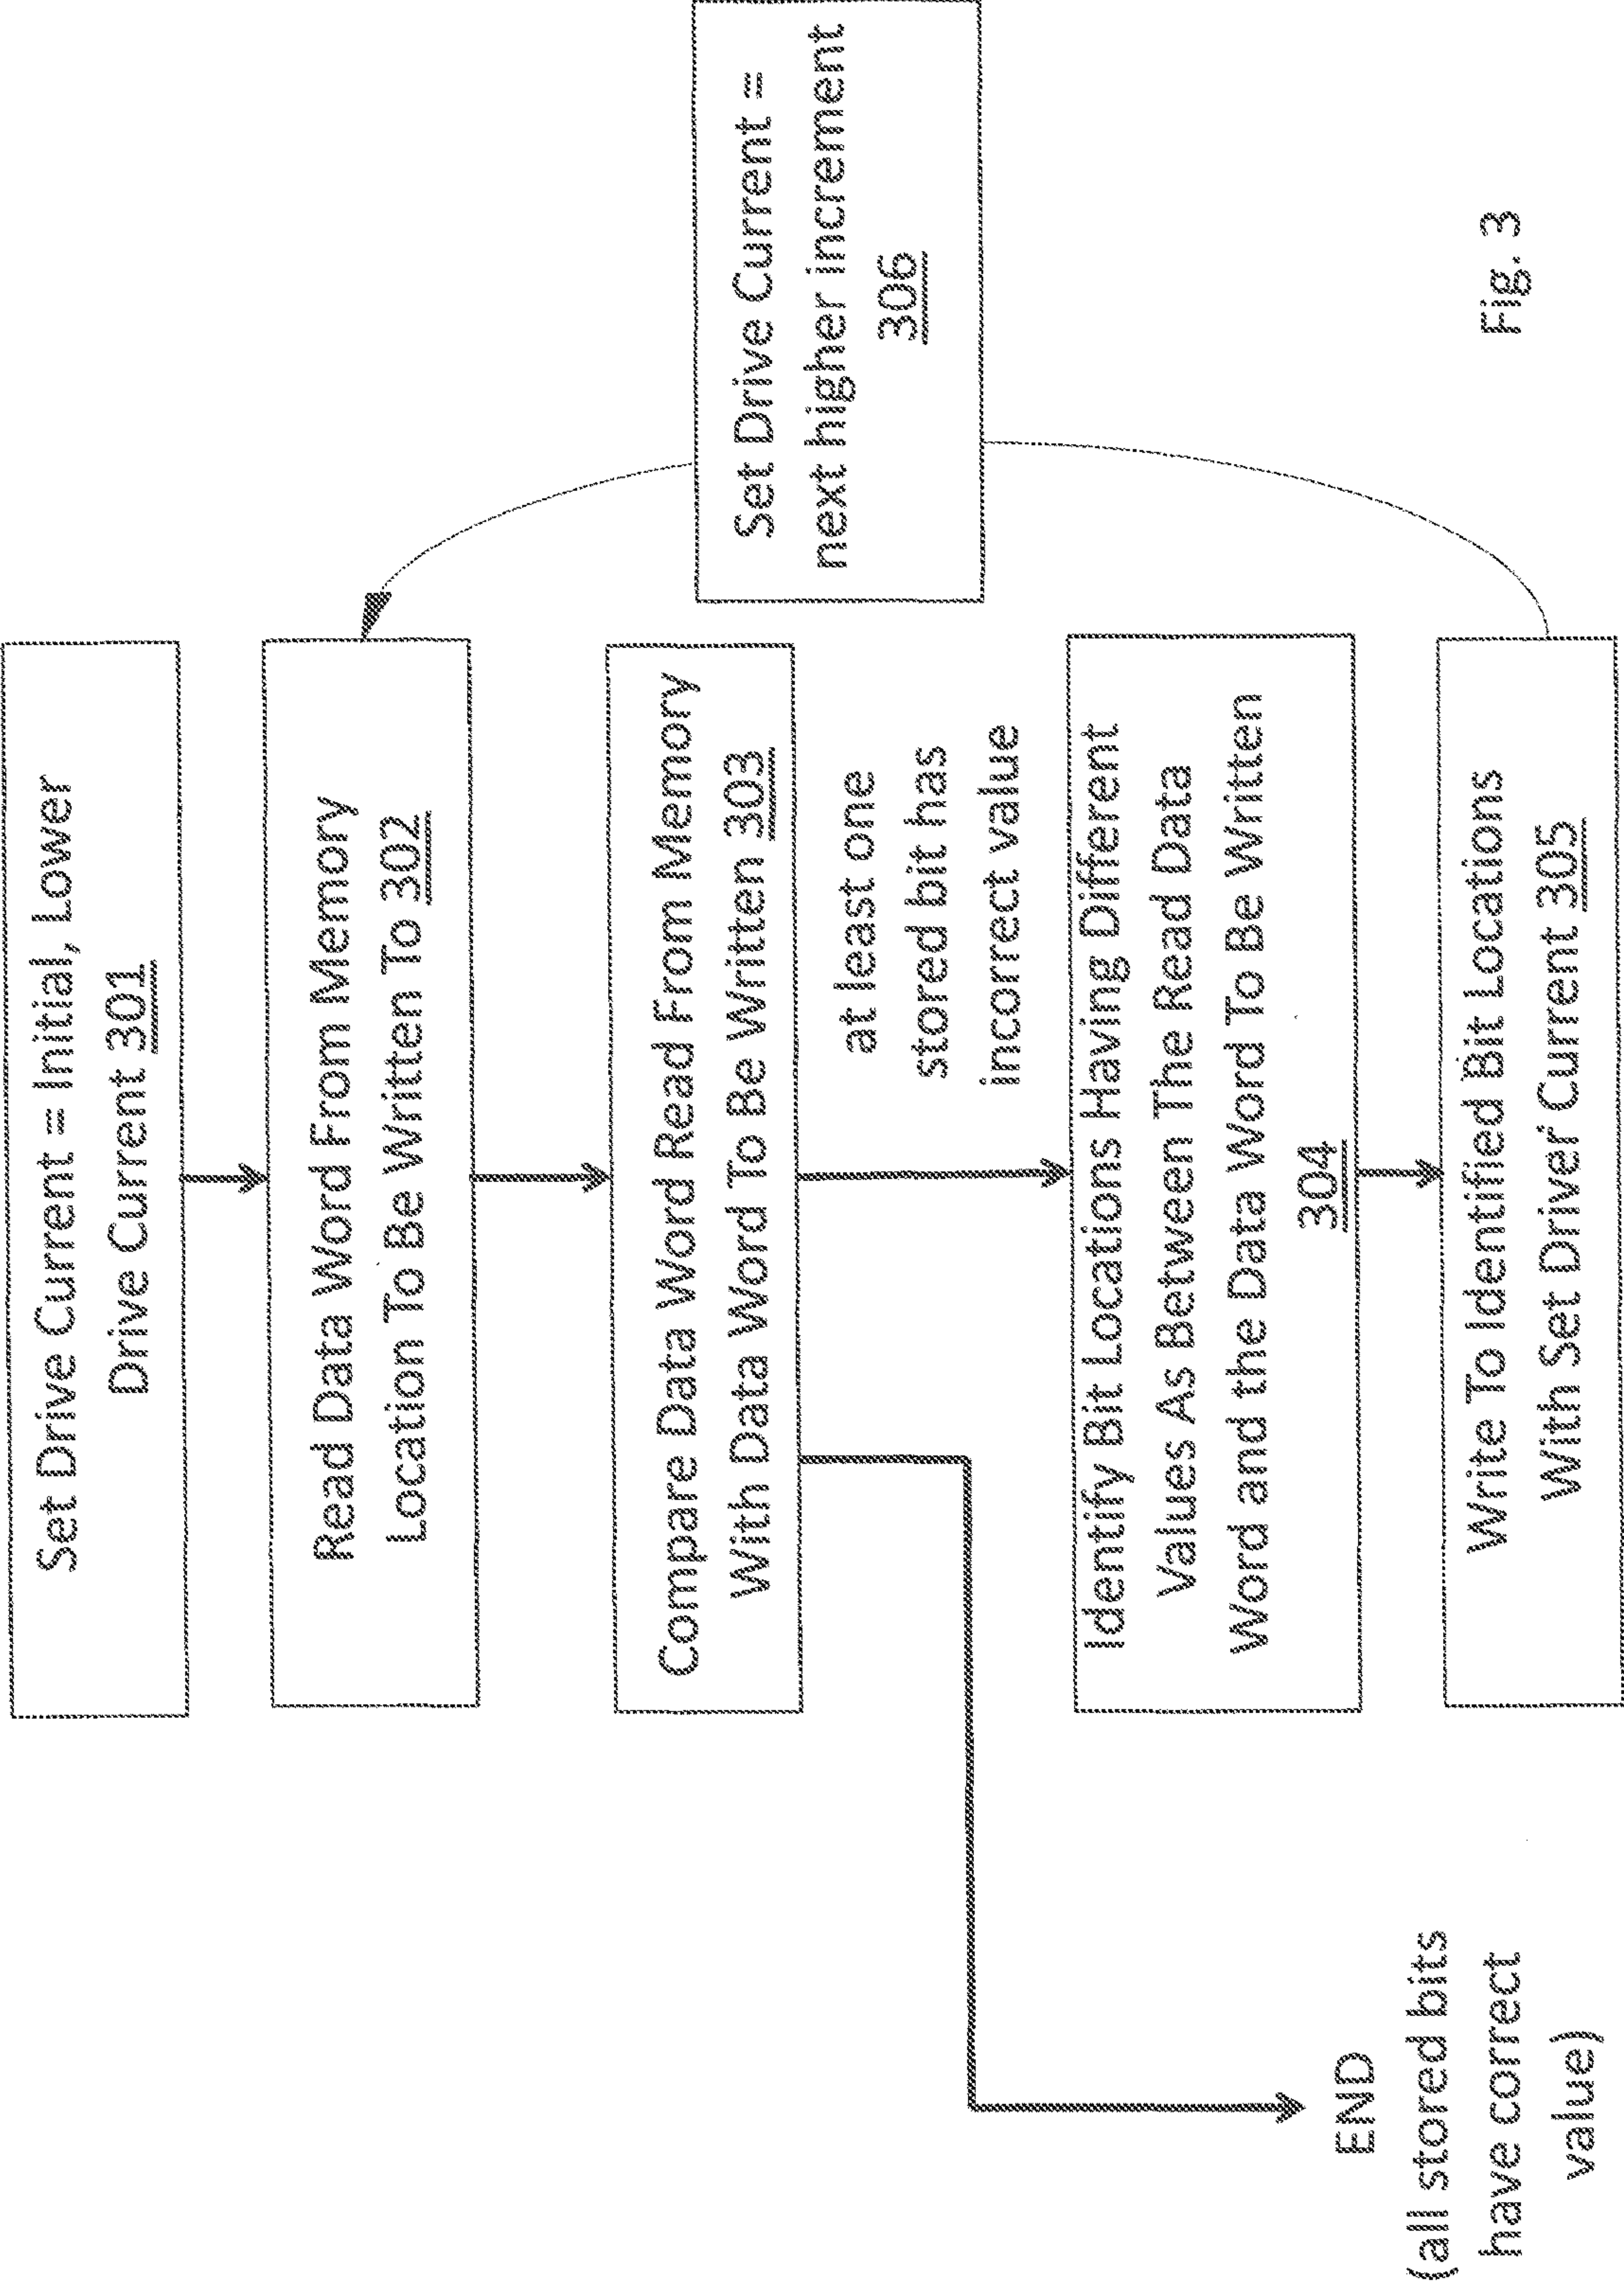 Set Drive Current = Initial, Lower
Drive Current 301
Read Data Word From Memory
Location To Be Written To 302
Compare Data Word Read From Memory
With Data Word To Be Written 303
at least one
stored bit has
incorrect value
Identify Bit Locations Having Different
Values As Between The Read Data
Word and the Data Word To Be Written
304
Write To Identified Bit Locations
With Set Driver Current 305
Set Drive Current =
next higher increment
306
END
(all stored bits
have correct
value)
Fig. 3